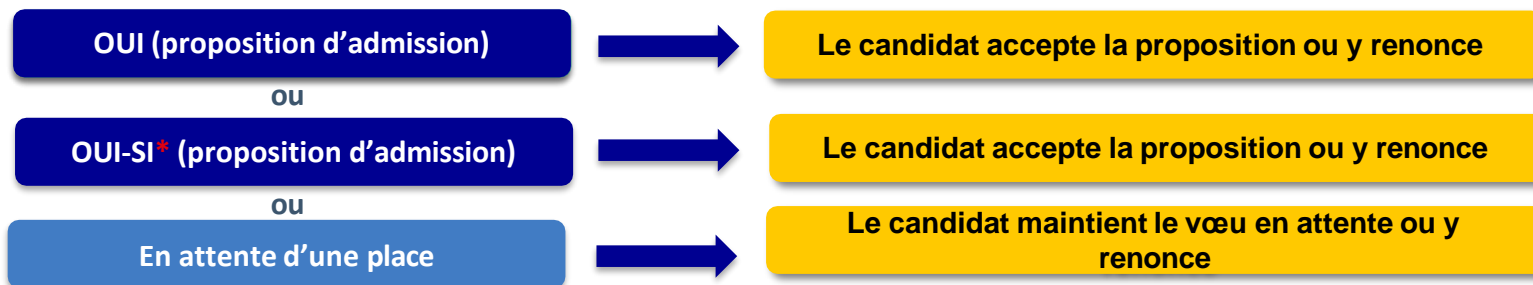 OUI (proposition d’admission)
Le candidat accepte la proposition ou y renonce
ou
OUI-SI* (proposition d’admission)
Le candidat accepte la proposition ou y renonce
ou
En attente d’une place
Le candidat maintient le vœu en attente ou y
renonce